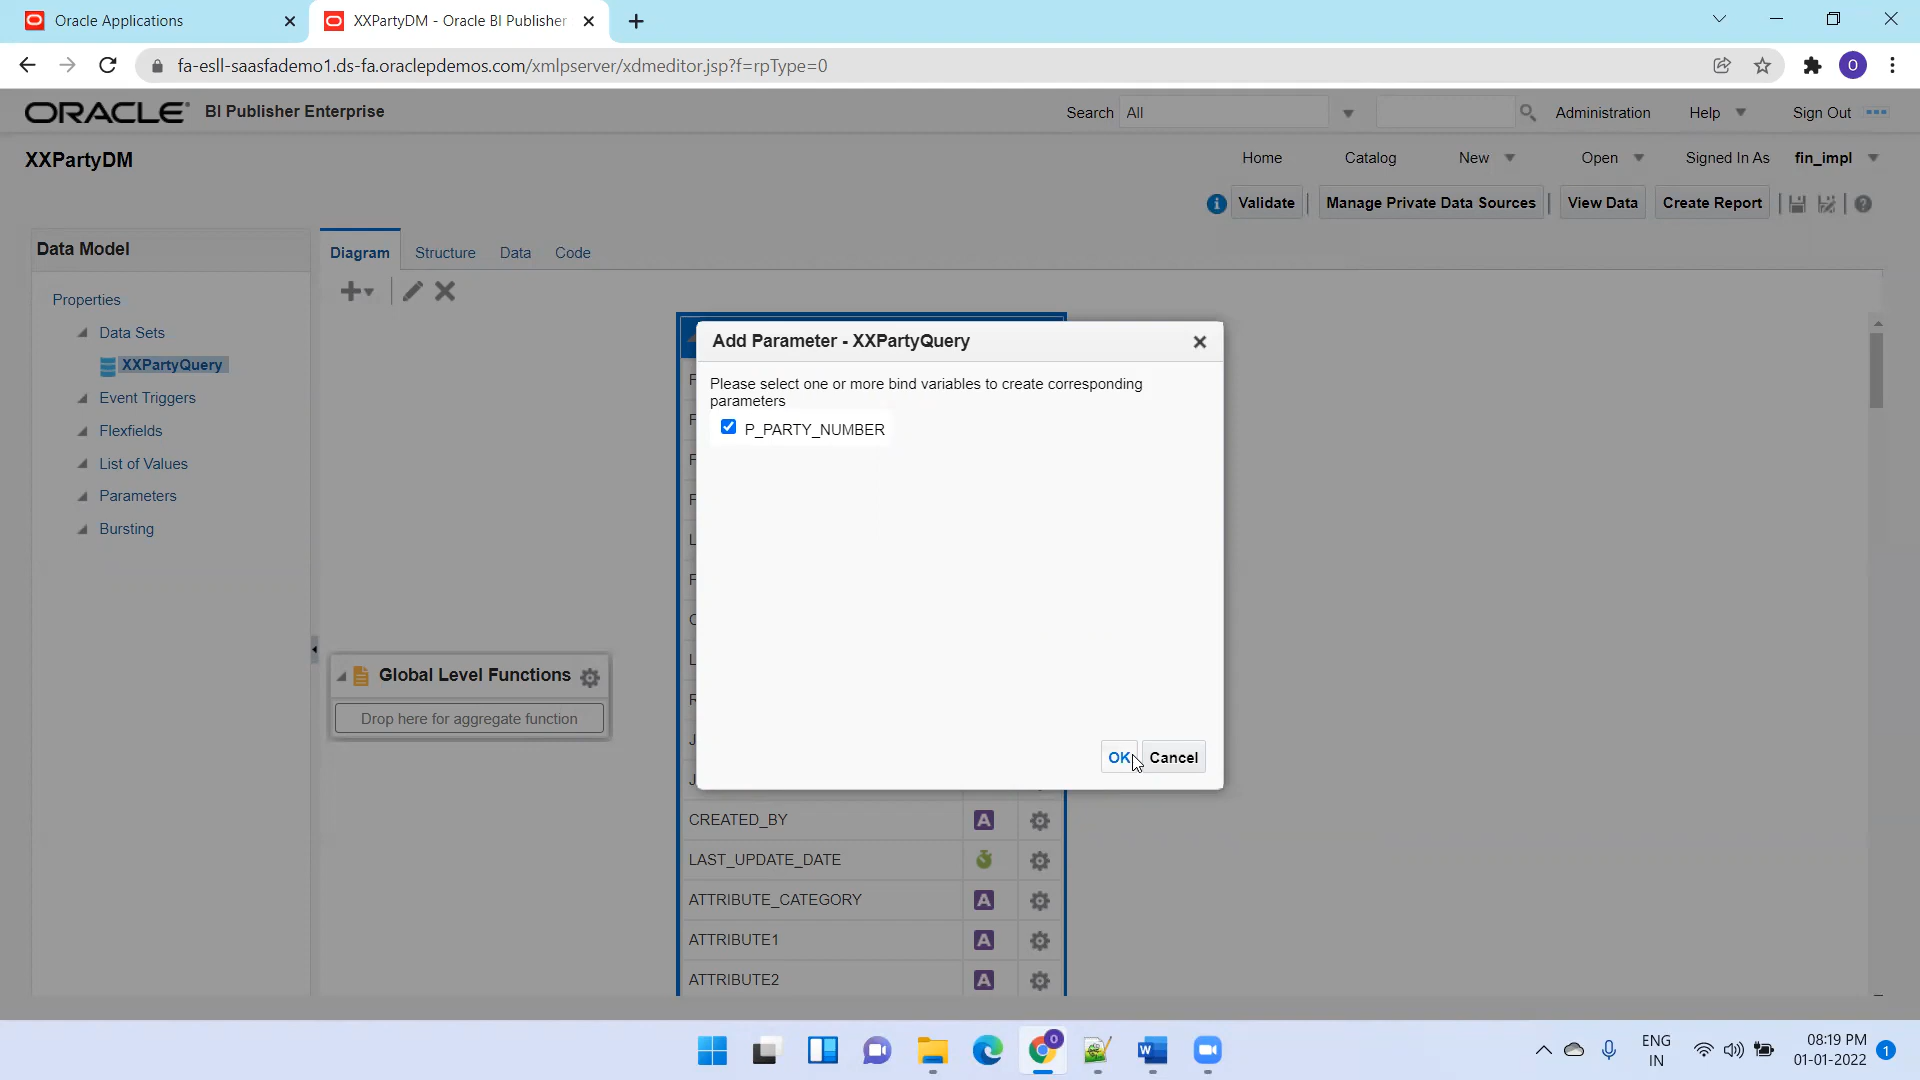 Oracle Applications
XXPartyDM - Oracle BI Publisher
fa-esll-saasfademo1.ds-fa.oraclepdemos.com/xmlpserver/xdmeditor.jsp?f=rpType=0
O
ORACLE BI Publisher Enterprise
Search All
Administration Help Sign Out
XXPartyDM
Home Catalog New Open Signed In As fin_impl
Validate Manage Private Data Sources View Data Create Report
Data Model
Diagram Structure Data Code
Properties
Data Sets
XXPartyQuery
Event Triggers
Flexfields
List of Values
Parameters
Bursting
Add Parameter - XXPartyQuery
Please select one or more bind variables to create corresponding
parameters
P_PARTY_NUMBER
OK Cancel
Global Level Functions
Drop here for aggregate function
CREATED_BY A
LAST_UPDATE_DATE
ATTRIBUTE_CATEGORY A
ATTRIBUTE1 A
ATTRIBUTE2 A
ENG
IN
08:19 PM
01-01-2022
1